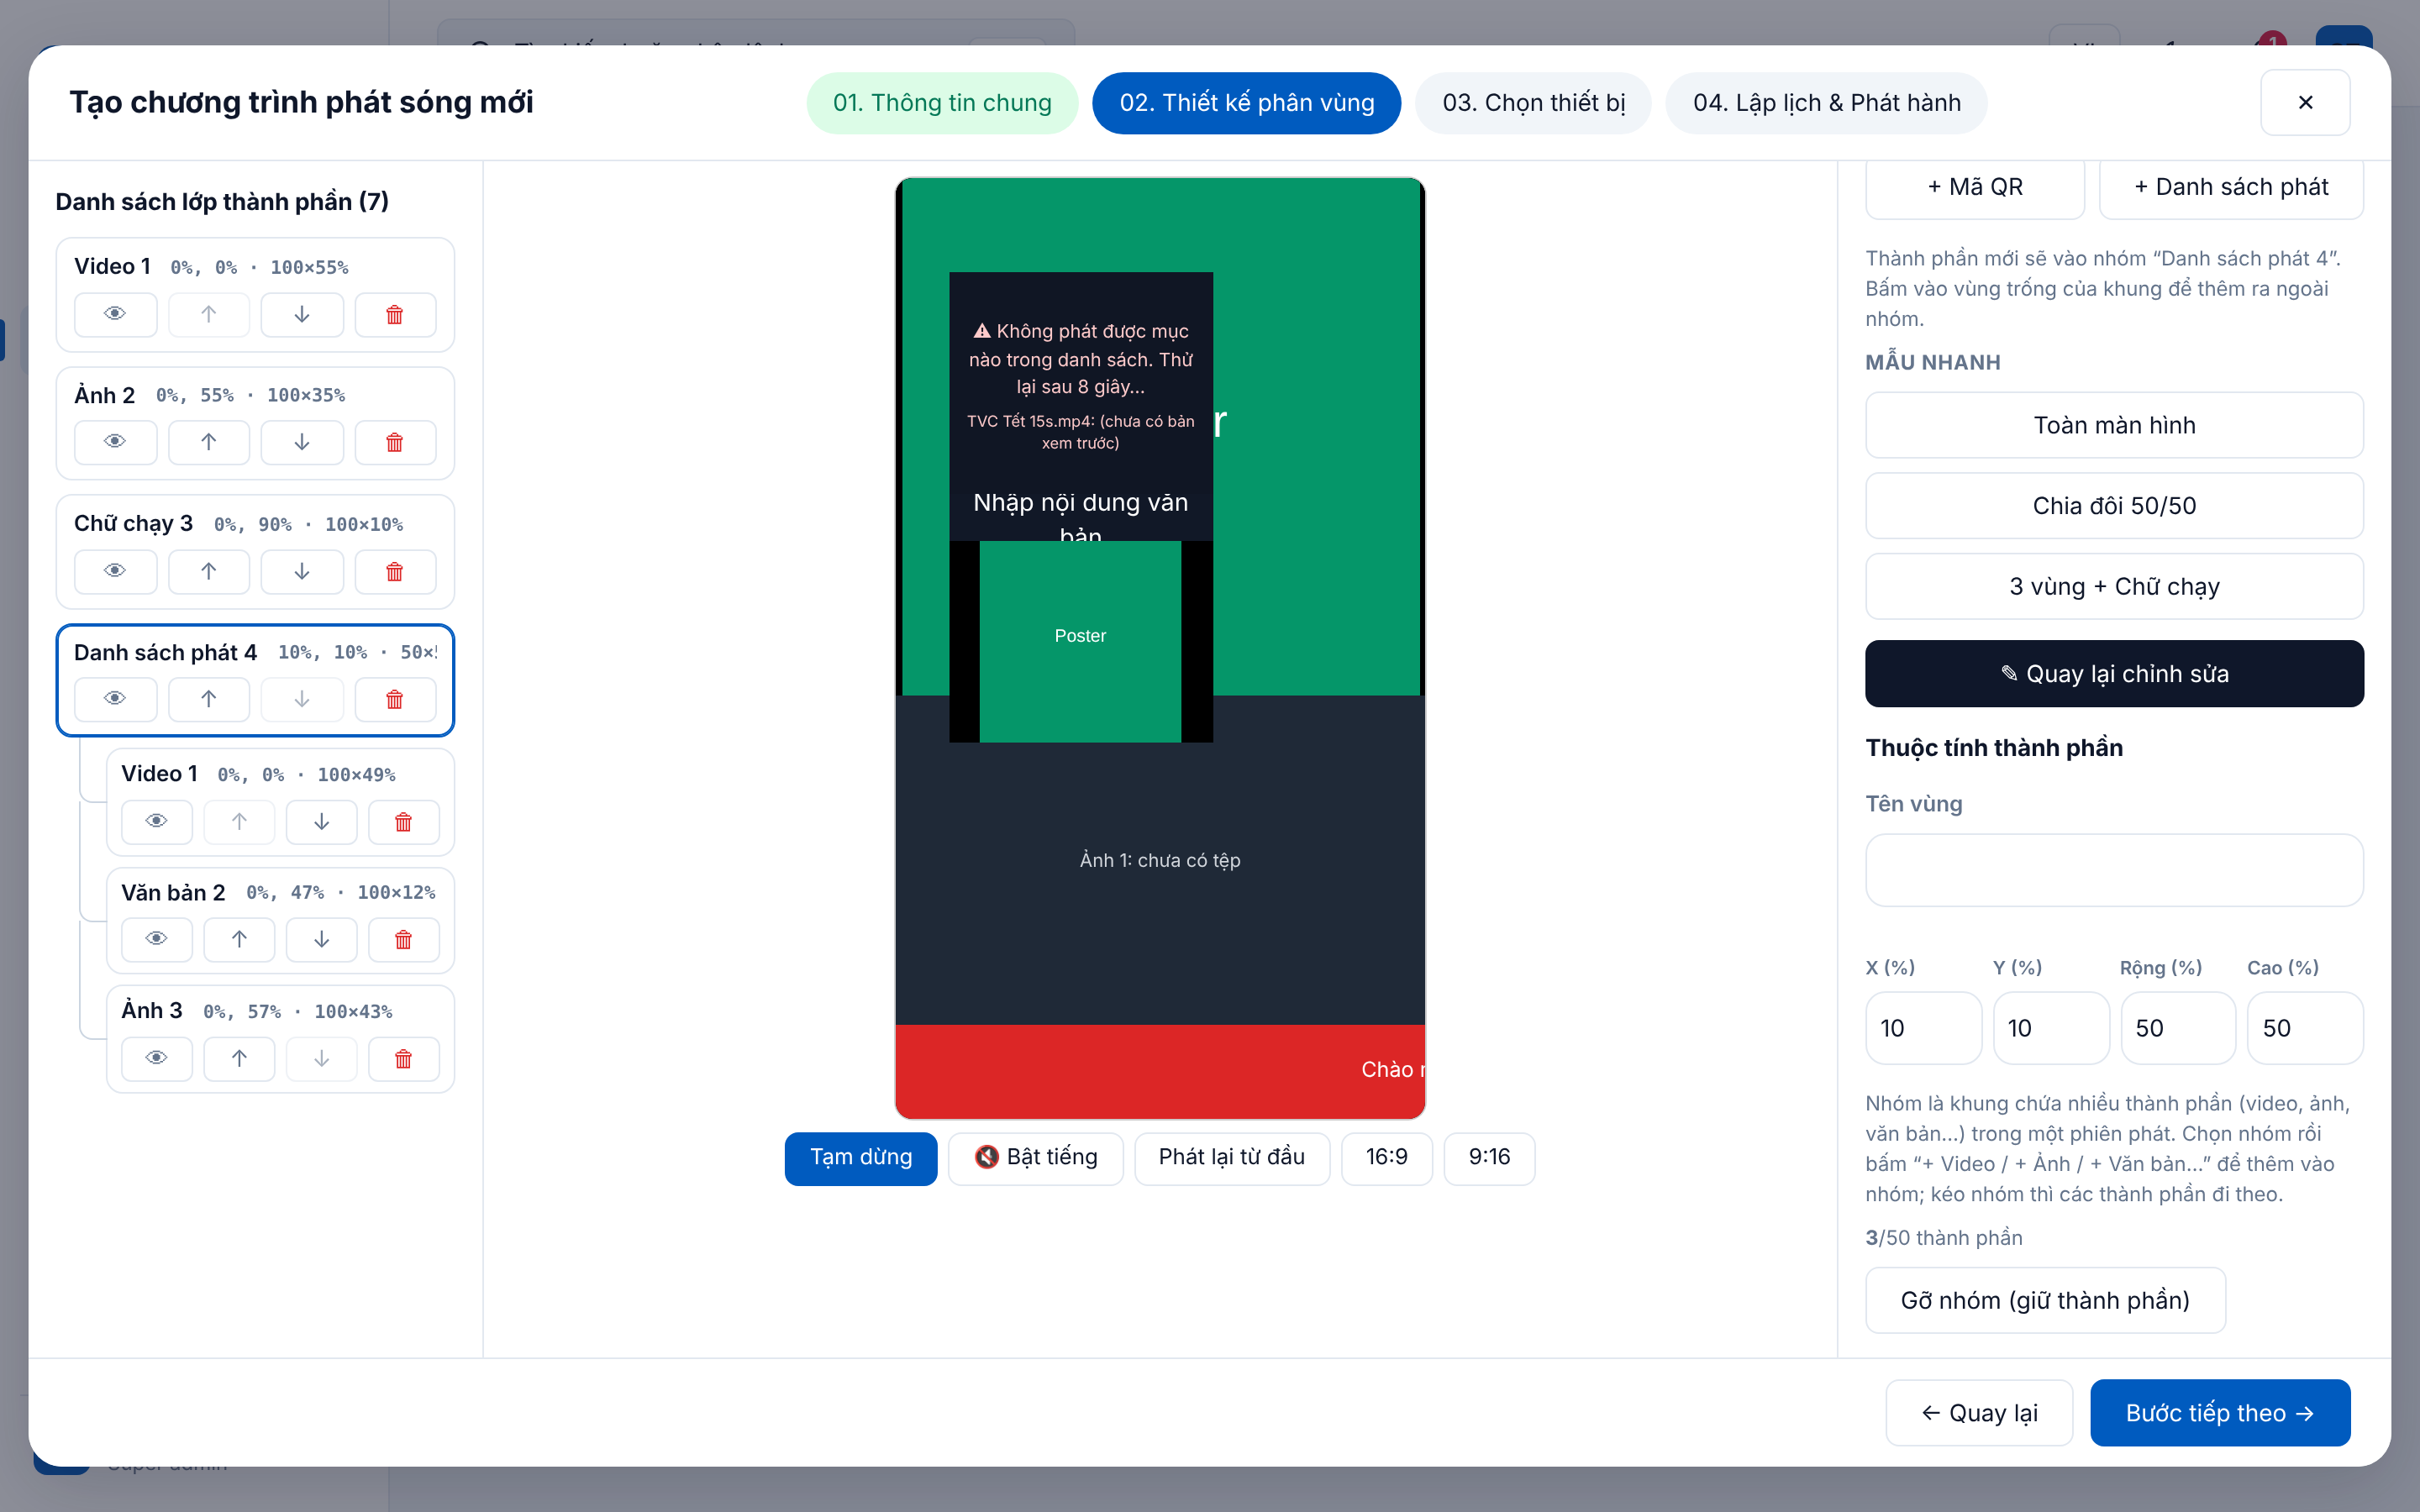 Tạo chương trình phát sóng mới
01. Thông tin chung
02. Thiết kế phân vùng
03. Chọn thiết bị
04. Lập lịch & Phát hành
×
1
Danh sách lớp thành phần (7)
Video 1 0%, 0% · 100×55%
Ảnh 2 0%, 55% · 100×35%
Chữ chạy 3 0%, 90% · 100×10%
Danh sách phát 4 10%, 10% · 50×
Video 1 0%, 0% · 100×49%
Văn bản 2 0%, 47% · 100×12%
Ảnh 3 0%, 57% · 100×43%
⚠ Không phát được mục
nào trong danh sách. Thử
lại sau 8 giây...
TVC Tết 15s.mp4: (chưa có bản
xem trước)
r
Nhập nội dung văn
bản
Poster
Ảnh 1: chưa có tệp
Chào
Tạm dừng
Bật tiếng
Phát lại từ đầu
16:9
9:16
+ Mã QR
+ Danh sách phát
Thành phần mới sẽ vào nhóm “Danh sách phát 4”.
Bấm vào vùng trống của khung để thêm ra ngoài
nhóm.
MẪU NHANH
Toàn màn hình
Chia đôi 50/50
3 vùng + Chữ chạy
✎ Quay lại chỉnh sửa
Thuộc tính thành phần
Tên vùng
X (%) Y (%) Rộng (%) Cao (%)
10 10 50 50
Nhóm là khung chứa nhiều thành phần (video, ảnh,
văn bản...) trong một phiên phát. Chọn nhóm rồi
bấm “+ Video / + Ảnh / + Văn bản...” để thêm vào
nhóm; kéo nhóm thì các thành phần đi theo.
3/50 thành phần
Gỡ nhóm (giữ thành phần)
← Quay lại
Bước tiếp theo →